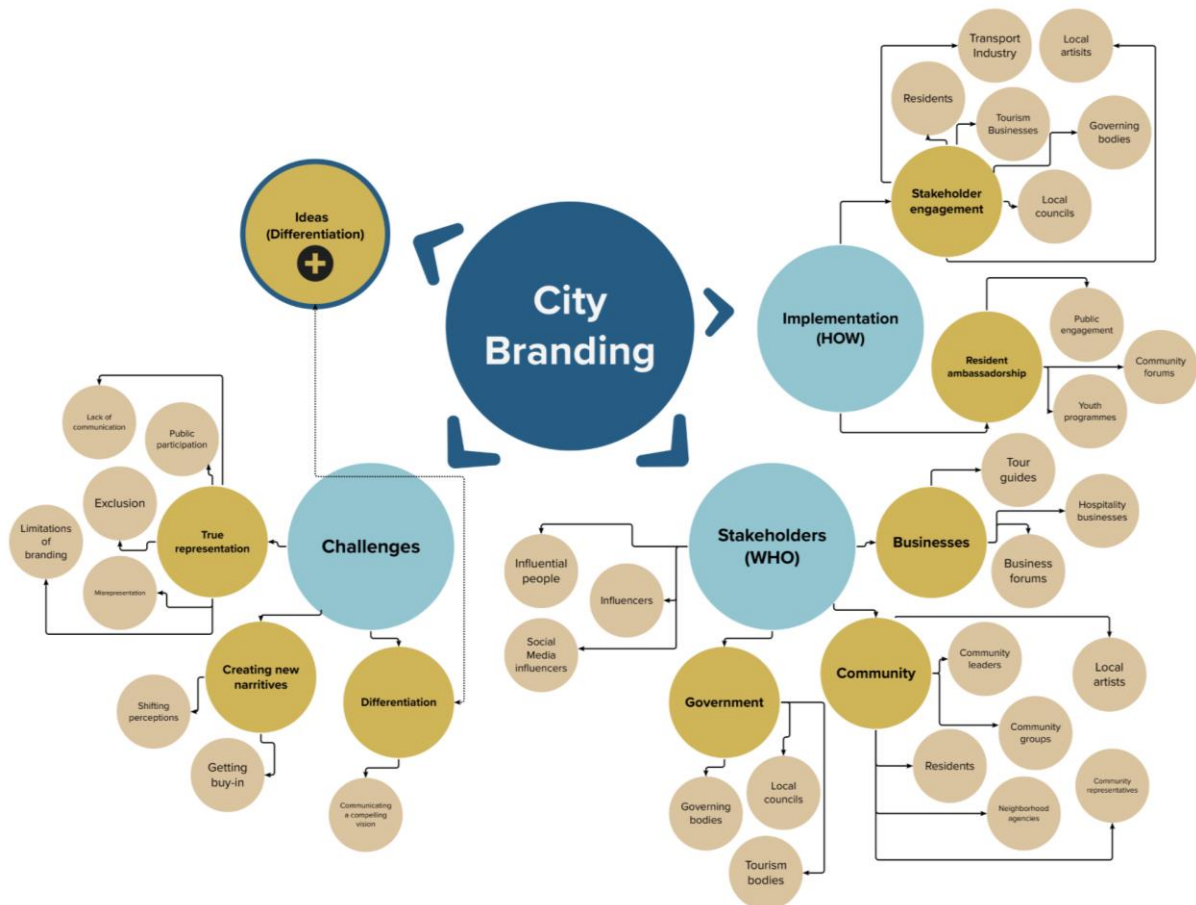 City
Branding
Ideas
(Differentiation)
Implementation
(HOW)
Stakeholder
engagement
Transport
Industry
Local
artisits
Residents
Tourism
Businesses
Governing
bodies
Local
councils
Resident
ambassadorship
Public
engagement
Community
forums
Youth
programmes
Stakeholders
(WHO)
Businesses
Tour
guides
Hospitality
businesses
Business
forums
Influential
people
Influencers
Social
Media
influencers
Government
Governing
bodies
Local
councils
Tourism
bodies
Community
Community
leaders
Local
artists
Community
groups
Residents
Neighborhood
agencies
Community
representatives
Challenges
True
representation
Lack of
communication
Public
participation
Exclusion
Limitations
of
branding
Misrepresentation
Creating new
narritives
Shifting
perceptions
Getting
buy-in
Differentiation
Communicating
a compelling
vision